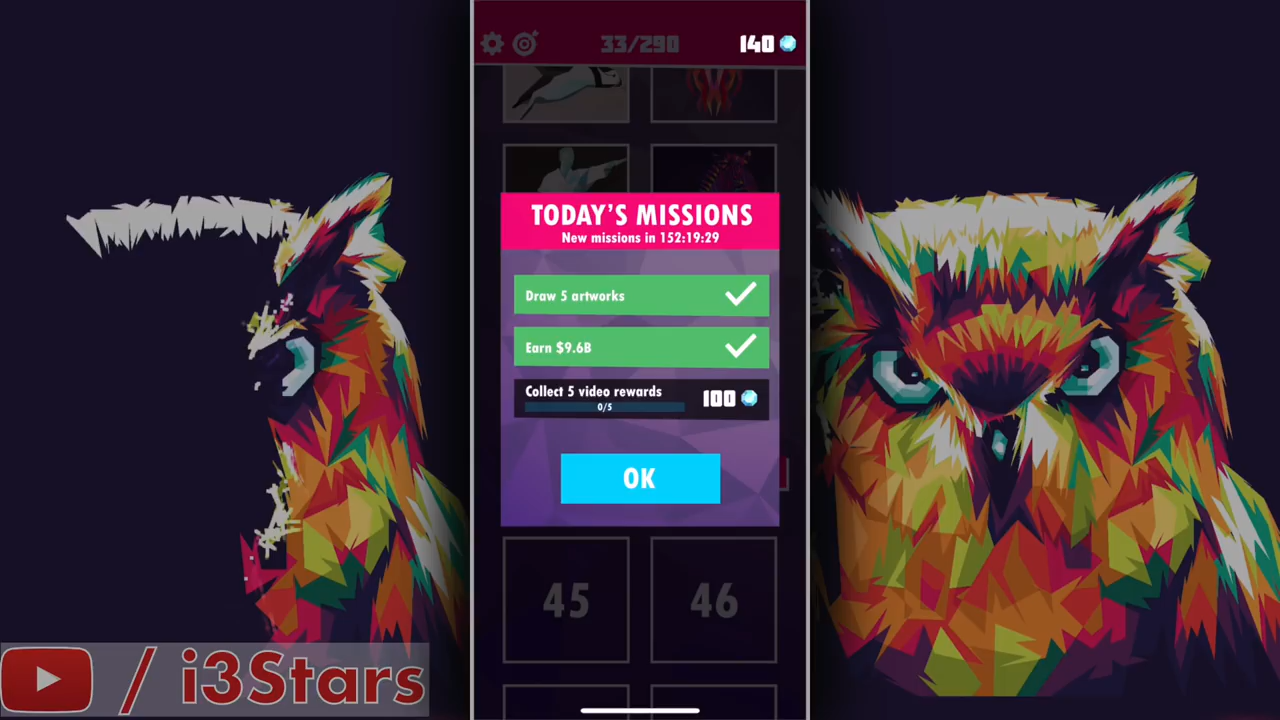 33/290
140
TODAY'S MISSIONS
New missions in 152:19:29
Draw 5 artworks
Earn $9.6B
Collect 5 video rewards
0/5
100
OK
45
46
/ i3Stars